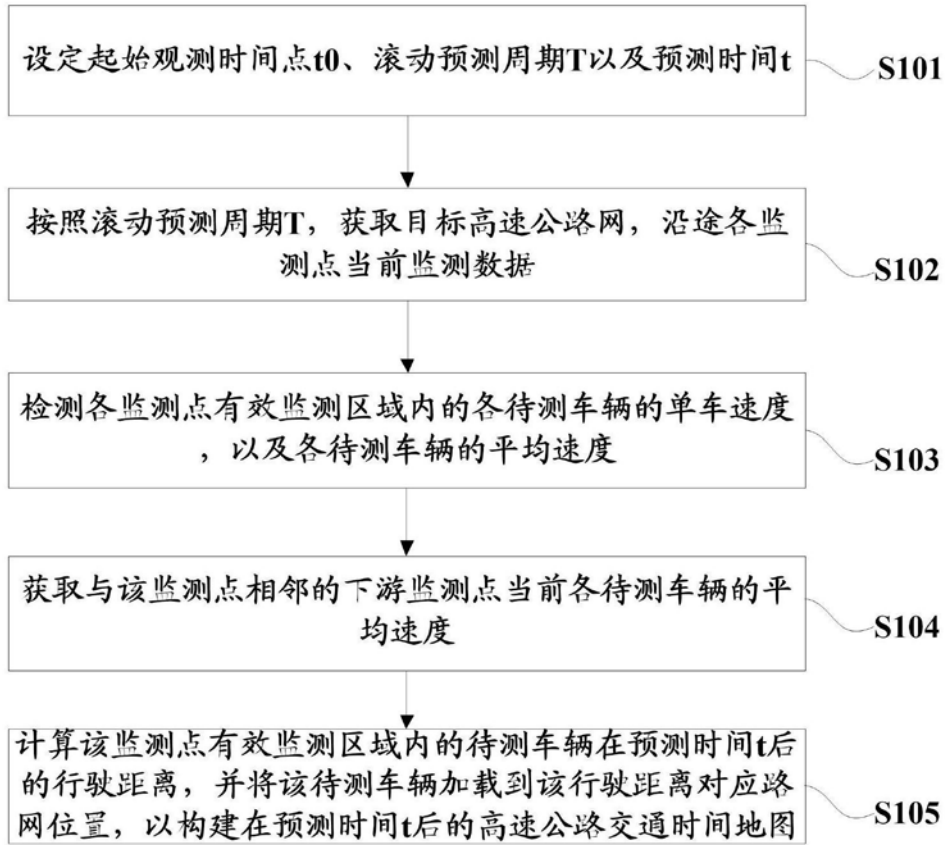 设定起始观测时间点t0、滚动预测周期T以及预测时间t
S101
按照滚动预测周期T，获取目标高速公路网，沿途各监
测点当前监测数据
S102
检测各监测点有效监测区域内的各待测车辆的单车速度
，以及各待测车辆的平均速度
S103
获取与该监测点相邻的下游监测点当前各待测车辆的平
均速度
S104
计算该监测点有效监测区域内的待测车辆在预测时间t后
的行驶距离，并将该待测车辆加载到该行驶距离对应路
网位置，以构建在预测时间t后的高速公路交通时间地图
S105